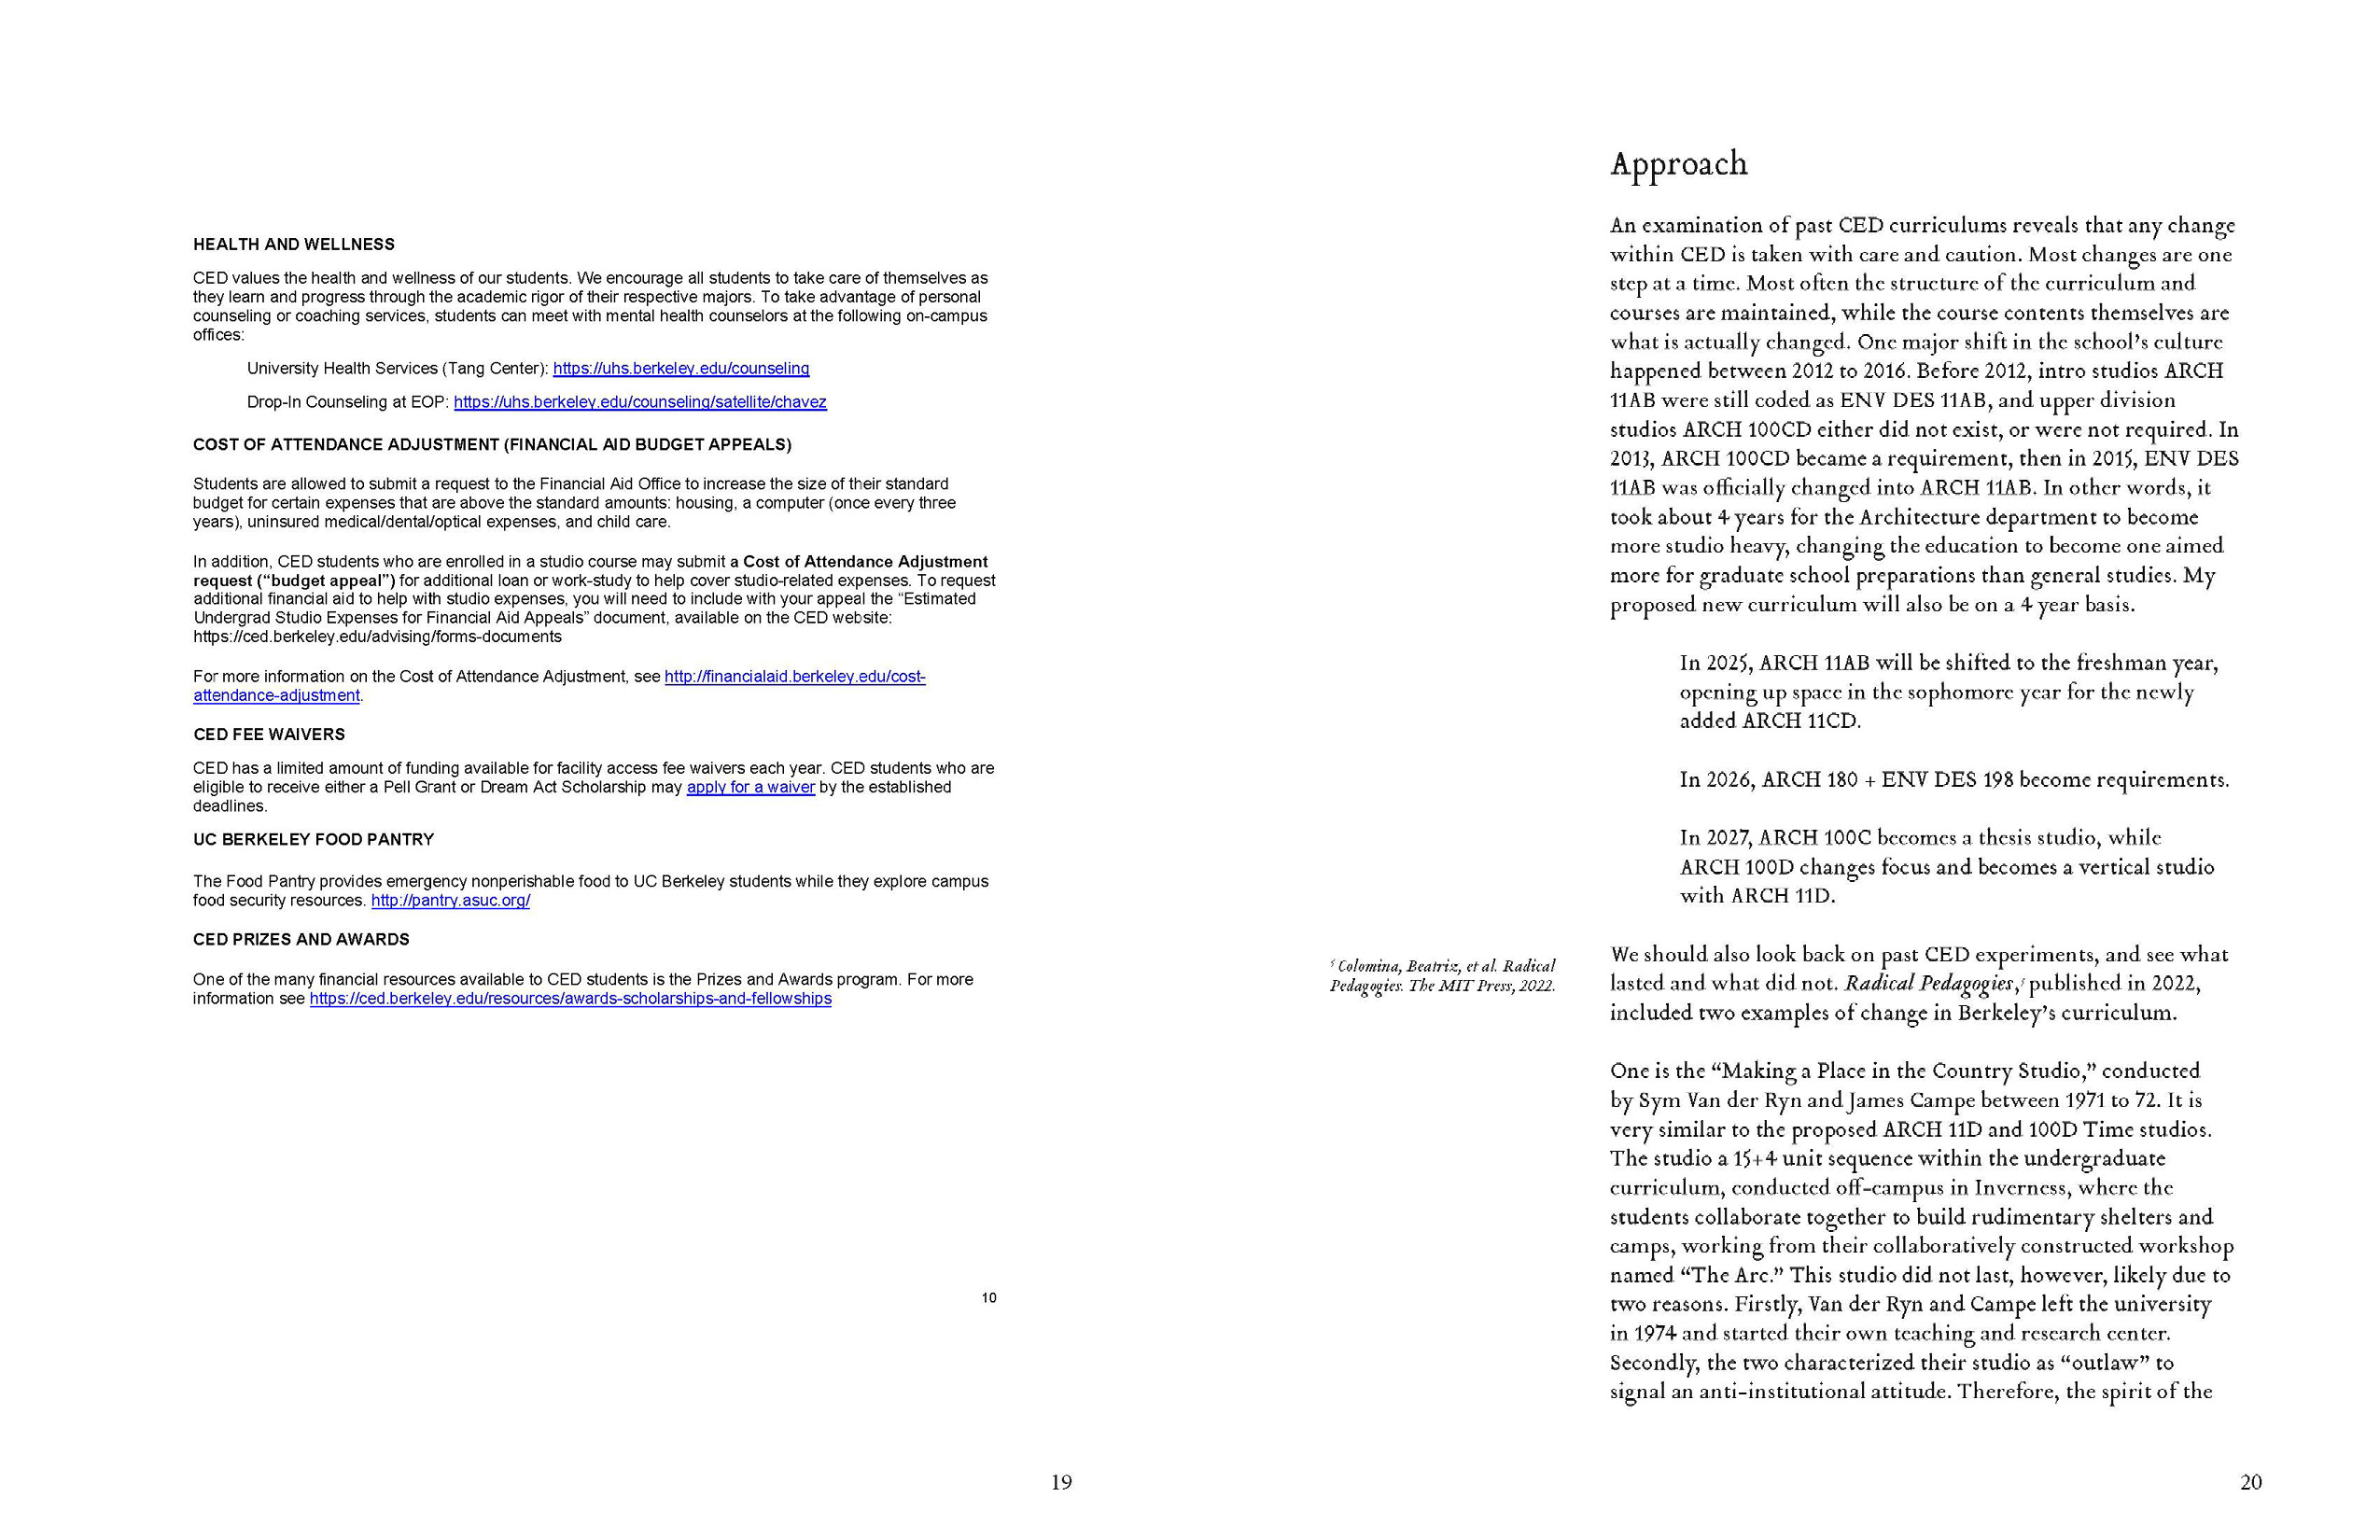 HEALTH AND WELLNESS
CED values the health and wellness of our students. We encourage all students to take care of themselves as
they learn and progress through the academic rigor of their respective majors. To take advantage of personal
counseling or coaching services, students can meet with mental health counselors at the following on-campus
offices:
University Health Services (Tang Center): https://uhs.berkeley.edu/counseling
Drop-In Counseling at EOP: https://uhs.berkeley.edu/counseling/satellite/chavez
COST OF ATTENDANCE ADJUSTMENT (FINANCIAL AID BUDGET APPEALS)
Students are allowed to submit a request to the Financial Aid Office to increase the size of their standard
budget for certain expenses that are above the standard amounts: housing, a computer (once every three
years), uninsured medical/dental/optical expenses, and child care.
In addition, CED students who are enrolled in a studio course may submit a Cost of Attendance Adjustment
request (“budget appeal”) for additional loan or work-study to help cover studio-related expenses. To request
additional financial aid to help with studio expenses, you will need to include with your appeal the “Estimated
Undergrad Studio Expenses for Financial Aid Appeals” document, available on the CED website:
https://ced.berkeley.edu/advising/forms-documents
For more information on the Cost of Attendance Adjustment, see http://financialaid.berkeley.edu/cost-
attendance-adjustment.
CED FEE WAIVERS
CED has a limited amount of funding available for facility access fee waivers each year. CED students who are
eligible to receive either a Pell Grant or Dream Act Scholarship may apply for a waiver by the established
deadlines.
UC BERKELEY FOOD PANTRY
The Food Pantry provides emergency nonperishable food to UC Berkeley students while they explore campus
food security resources. http://pantry.asuc.org/
CED PRIZES AND AWARDS
One of the many financial resources available to CED students is the Prizes and Awards program. For more
information see https://ced.berkeley.edu/resources/awards-scholarships-and-fellowships
10
19
Approach
An examination of past CED curriculums reveals that any change
within CED is taken with care and caution. Most changes are one
step at a time. Most often the structure of the curriculum and
courses are maintained, while the course contents themselves are
what is actually changed. One major shift in the school’s culture
happened between 2012 to 2016. Before 2012, intro studios ARCH
11AB were still coded as ENV DES 11AB, and upper division
studios ARCH 100CD either did not exist, or were not required. In
2013, ARCH 100CD became a requirement, then in 2015, ENV DES
11AB was officially changed into ARCH 11AB. In other words, it
took about 4 years for the Architecture department to become
more studio heavy, changing the education to become one aimed
more for graduate school preparations than general studies. My
proposed new curriculum will also be on a 4 year basis.
In 2025, ARCH 11AB will be shifted to the freshman year,
opening up space in the sophomore year for the newly
added ARCH 11CD.
In 2026, ARCH 180 + ENV DES 198 become requirements.
In 2027, ARCH 100C becomes a thesis studio, while
ARCH 100D changes focus and becomes a vertical studio
with ARCH 11D.
We should also look back on past CED experiments, and see what
lasted and what did not. Radical Pedagogies,⁵ published in 2022,
included two examples of change in Berkeley’s curriculum.
⁵ Colomina, Beatriz, et al. Radical
Pedagogies. The MIT Press, 2022.
One is the “Making a Place in the Country Studio,” conducted
by Sym Van der Ryn and James Campe between 1971 to 72. It is
very similar to the proposed ARCH 11D and 100D Time studios.
The studio a 15+4 unit sequence within the undergraduate
curriculum, conducted off-campus in Inverness, where the
students collaborate together to build rudimentary shelters and
camps, working from their collaboratively constructed workshop
named “The Arc.” This studio did not last, however, likely due to
two reasons. Firstly, Van der Ryn and Campe left the university
in 1974 and started their own teaching and research center.
Secondly, the two characterized their studio as “outlaw” to
signal an anti-institutional attitude. Therefore, the spirit of the
20